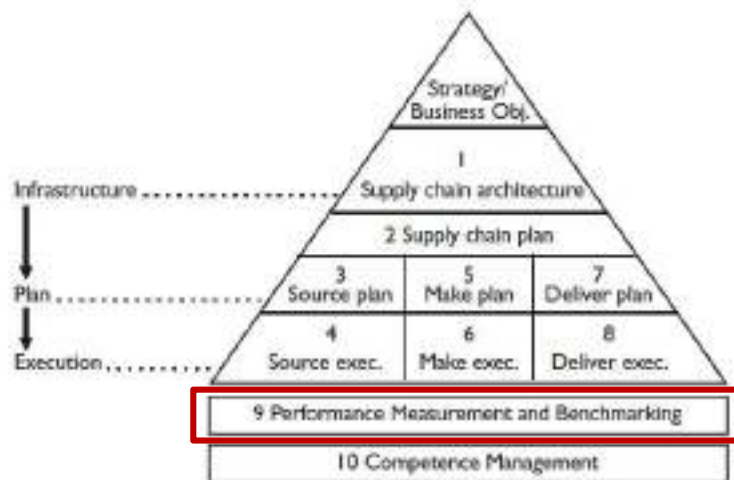 Strategy/
Business Obj.
1
Infrastructure
Supply chain architecture
2 Supply chain plan
3
5
7
Plan
Source plan
Make plan
Deliver plan
4
6
8
Execution
Source exec.
Make exec.
Deliver exec.
9 Performance Measurement and Benchmarking
10 Competence Management